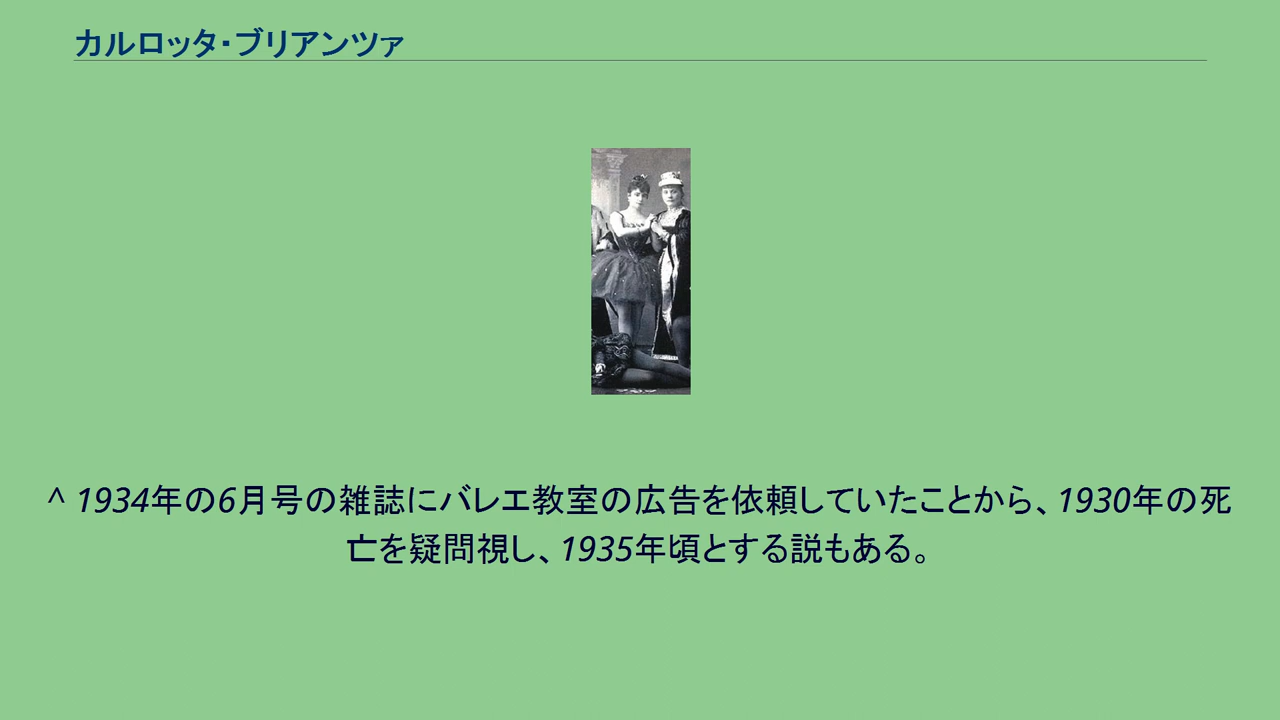 カルロッタ・ブリアンツァ
^ 1934年の6月号の雑誌にバレエ教室の広告を依頼していたことから、1930年の死
亡を疑問視し、1935年頃とする説もある。